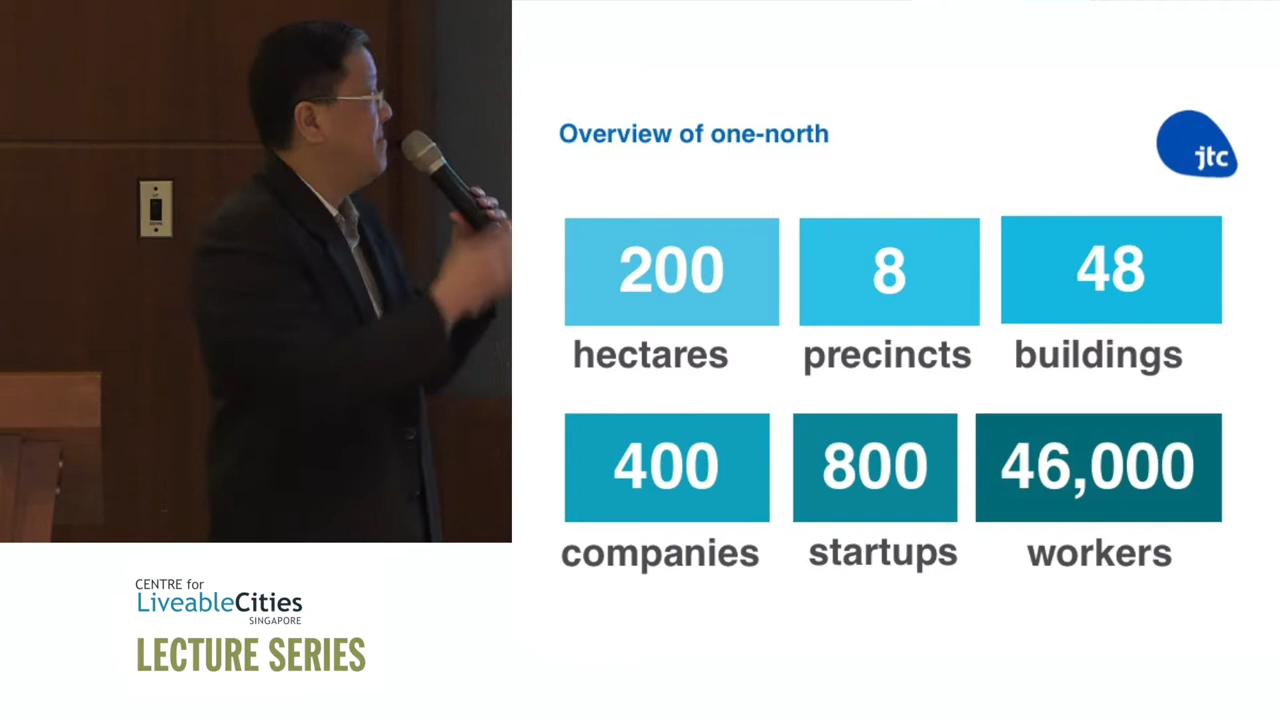 Overview of one-north
jtc
200
8
48
hectares
precincts
buildings
400
800
46,000
companies
startups
workers
CENTRE for
LiveableCities
SINGAPORE
LECTURE SERIES